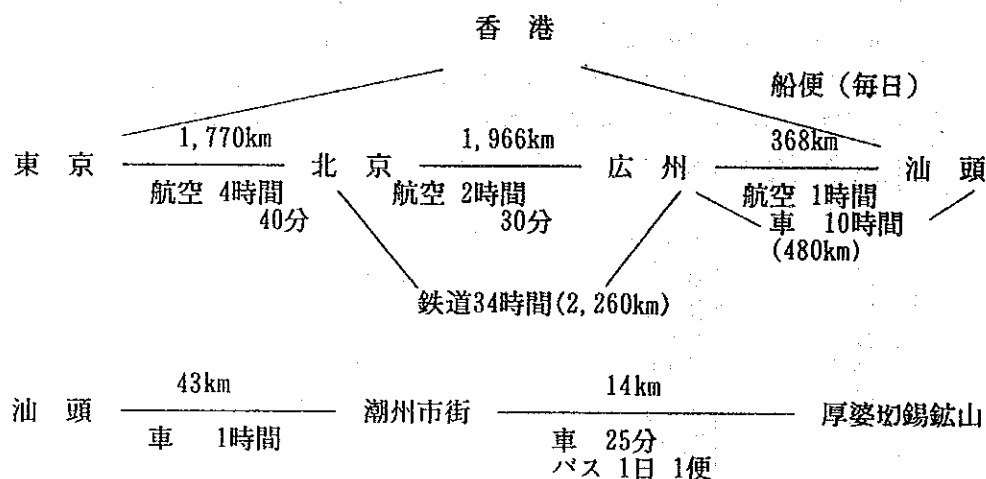 香 港
船便 (毎日)
1,770km 1,966km 368km
東 京 北 京 広 州 汕 頭
航空 4時間 航空 2時間 航空 1時間
40分 30分 車 10時間
(480km)
鉄道34時間(2,260km)
43km 14km
汕 頭 潮州市街 厚婆坳錫鉱山
車 1時間 車 25分
バス 1日 1便